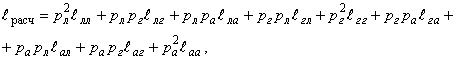 ℓ расч = p_л^2 ℓ_лл + p_л p_г ℓ_лг + p_л p_а ℓ_ла + p_г p_л ℓ_гл + p_г^2 ℓ_гг + p_г p_а ℓ_га +
+ p_а p_л ℓ_ал + p_а p_г ℓ_аг + p_а^2 ℓ_аа ,